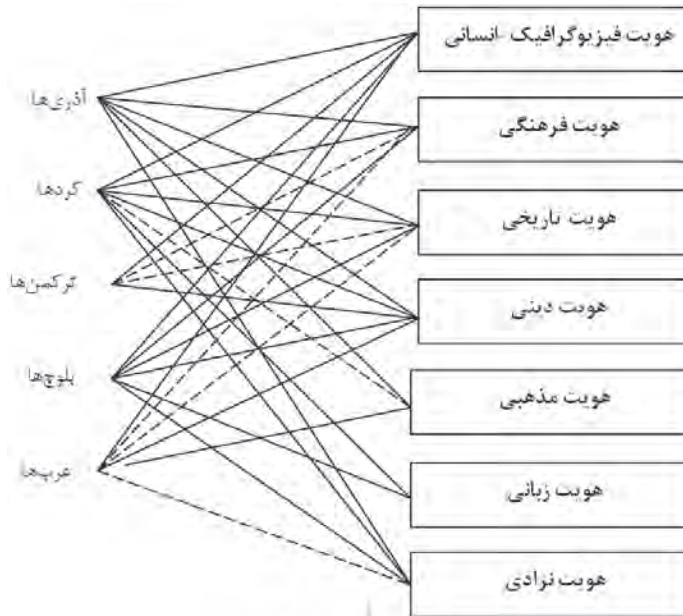 هویت فیزیوگرافیک -انسانی
هویت فرهنگی
هویت تاریخی
هویت دینی
هویت مذهبی
هویت زبانی
هویت نژادی
آذری‌ها
کردها
ترکمن‌ها
بلوچ‌ها
عرب‌ها